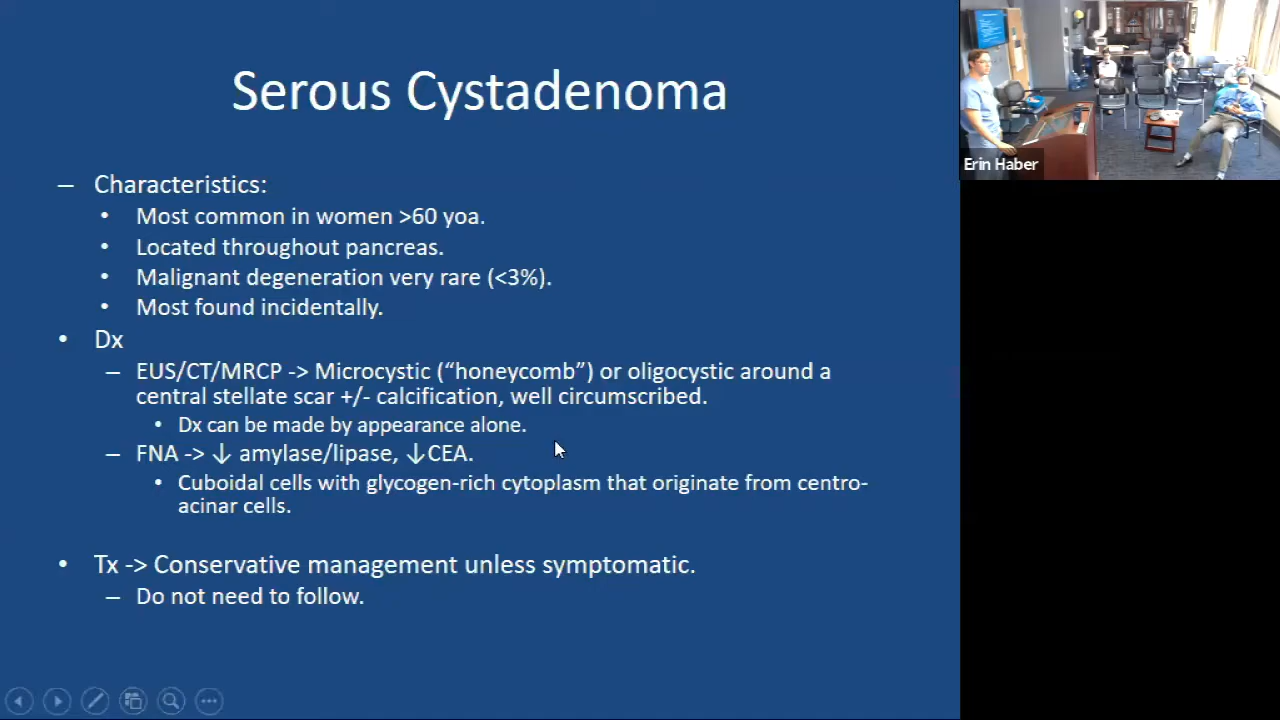 Serous Cystadenoma
– Characteristics:
• Most common in women >60 yoa.
• Located throughout pancreas.
• Malignant degeneration very rare (<3%).
• Most found incidentally.
• Dx
– EUS/CT/MRCP -> Microcystic (“honeycomb”) or oligocystic around a
central stellate scar +/- calcification, well circumscribed.
• Dx can be made by appearance alone.
– FNA -> ↓ amylase/lipase, ↓CEA.
• Cuboidal cells with glycogen-rich cytoplasm that originate from centro-
acinar cells.
• Tx -> Conservative management unless symptomatic.
– Do not need to follow.
Erin Haber